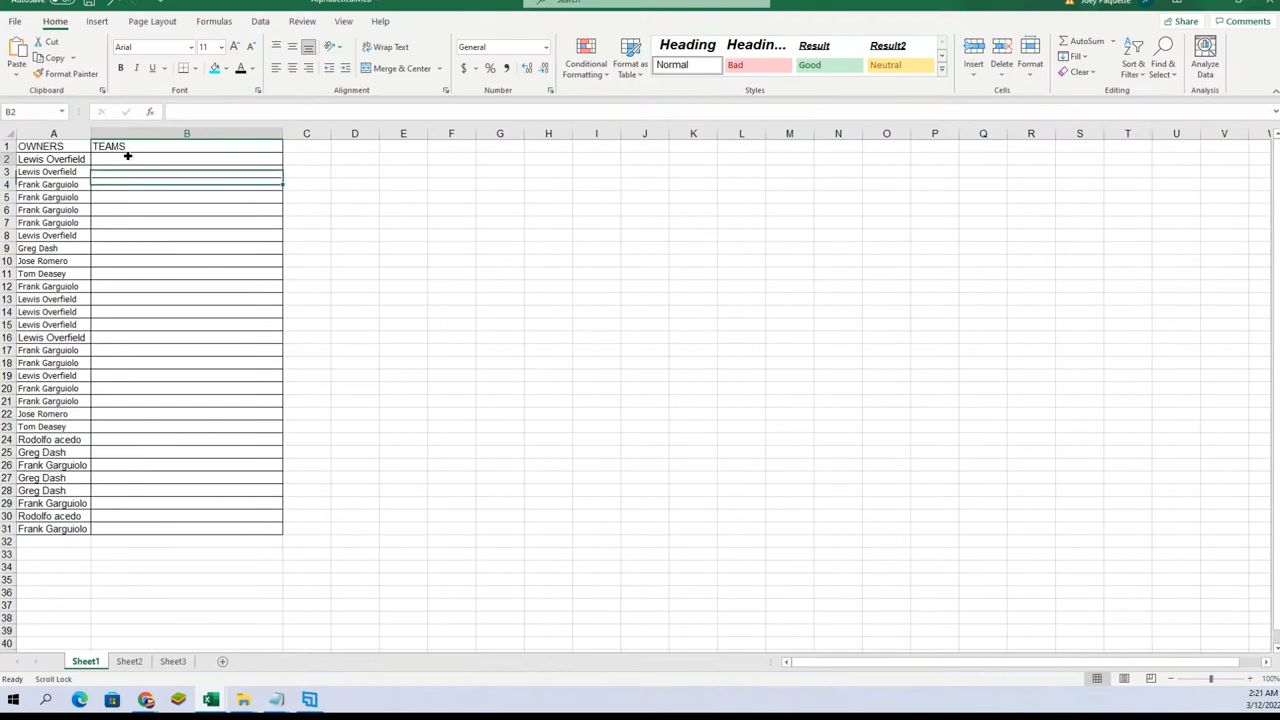 AutoSave Off AlphabeticalMed Search Joey Paquette
File Home Insert Page Layout Formulas Data Review View Help Share Comments
Paste Cut Copy Format Painter Clipboard
Arial 11 Font
Wrap Text Merge & Center Alignment
General Number
Conditional Formatting Format as Table
Heading Headin... Result Result2
Normal Bad Good Neutral
Styles
Insert Delete Format Cells
AutoSum Fill Clear Sort & Filter Find & Select Editing
Analyze Data Analysis
B2 fx
A B C D E F G H I J K L M N O P Q R S T U V
1 OWNERS TEAMS
2 Lewis Overfield
3 Lewis Overfield
4 Frank Garguiolo
5 Frank Garguiolo
6 Frank Garguiolo
7 Frank Garguiolo
8 Lewis Overfield
9 Greg Dash
10 Jose Romero
11 Tom Deasey
12 Frank Garguiolo
13 Lewis Overfield
14 Lewis Overfield
15 Lewis Overfield
16 Lewis Overfield
17 Frank Garguiolo
18 Frank Garguiolo
19 Lewis Overfield
20 Frank Garguiolo
21 Frank Garguiolo
22 Jose Romero
23 Tom Deasey
24 Rodolfo acedo
25 Greg Dash
26 Frank Garguiolo
27 Greg Dash
28 Greg Dash
29 Frank Garguiolo
30 Rodolfo acedo
31 Frank Garguiolo
32
33
34
35
36
37
38
39
40
Sheet1 Sheet2 Sheet3
Ready Scroll Lock 100%
2:21 AM